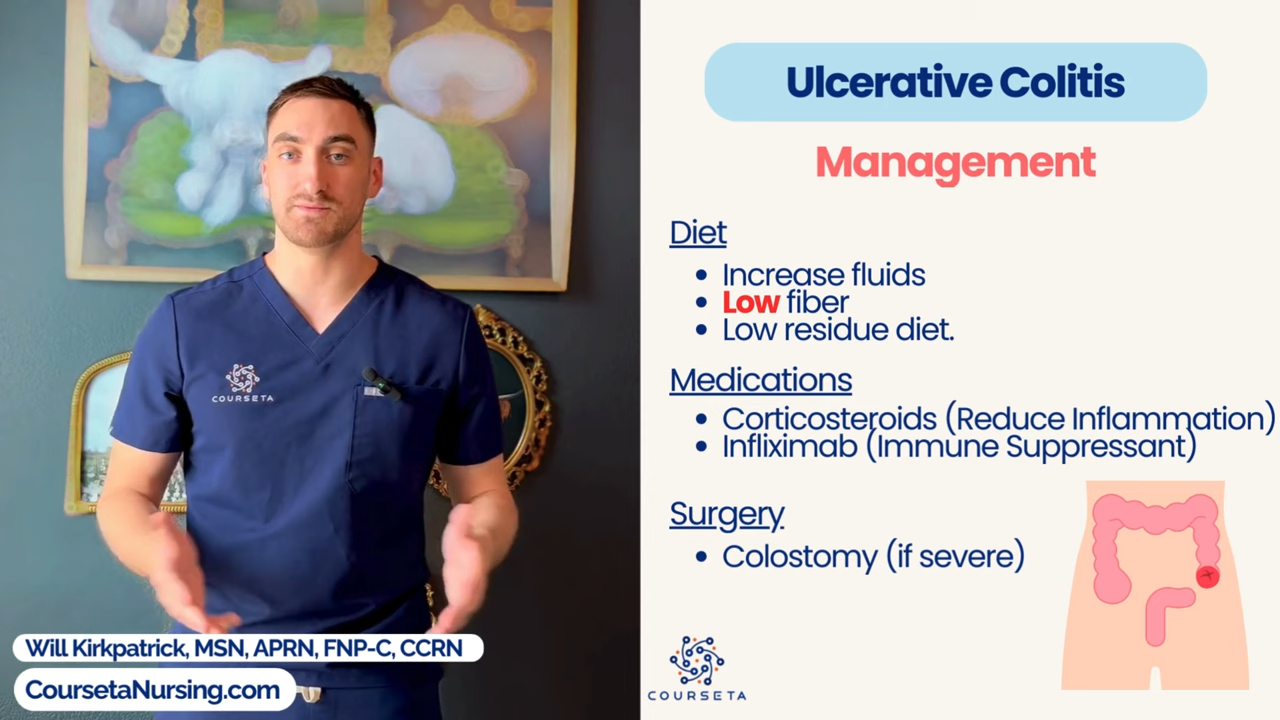 COURSETA
Will Kirkpatrick, MSN, APRN, FNP-C, CCRN
CoursetaNursing.com
Ulcerative Colitis
Management
Diet
• Increase fluids
• Low fiber
• Low residue diet.
Medications
• Corticosteroids (Reduce Inflammation)
• Infliximab (Immune Suppressant)
Surgery
• Colostomy (if severe)
COURSETA